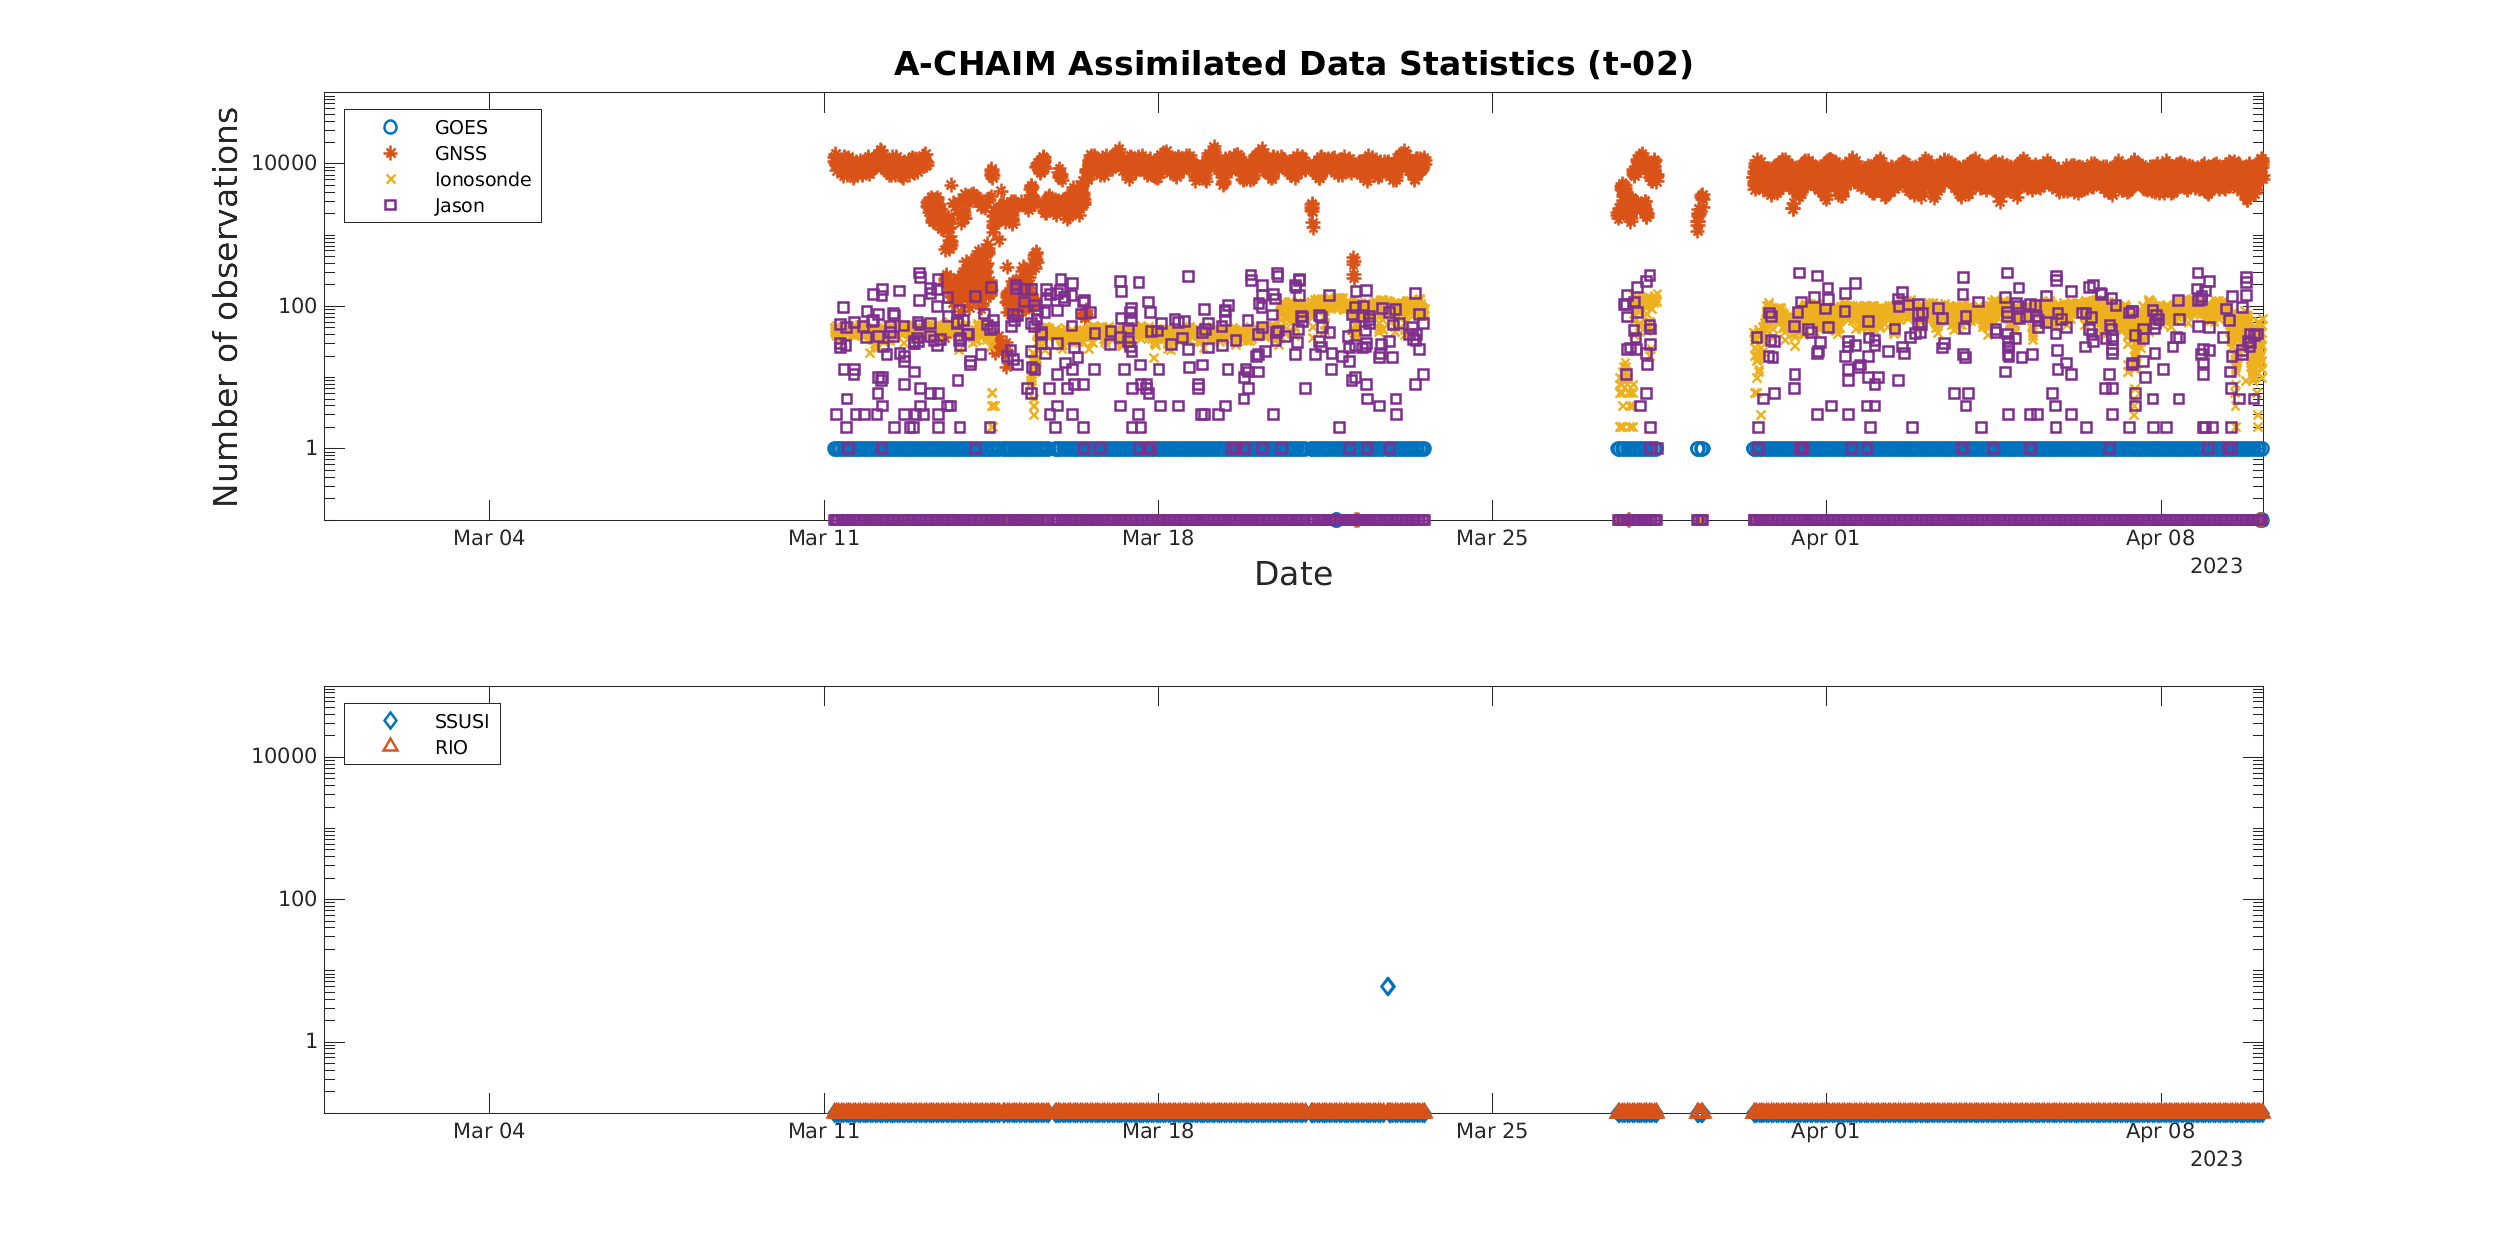 A-CHAIM Assimilated Data Statistics (t-02)
Number of observations
10000
100
1
GOES
GNSS
Ionosonde
Jason
Mar 04 Mar 11 Mar 18 Mar 25 Apr 01 Apr 08
2023
Date
10000
100
1
SSUSI
RIO
Mar 04 Mar 11 Mar 18 Mar 25 Apr 01 Apr 08
2023